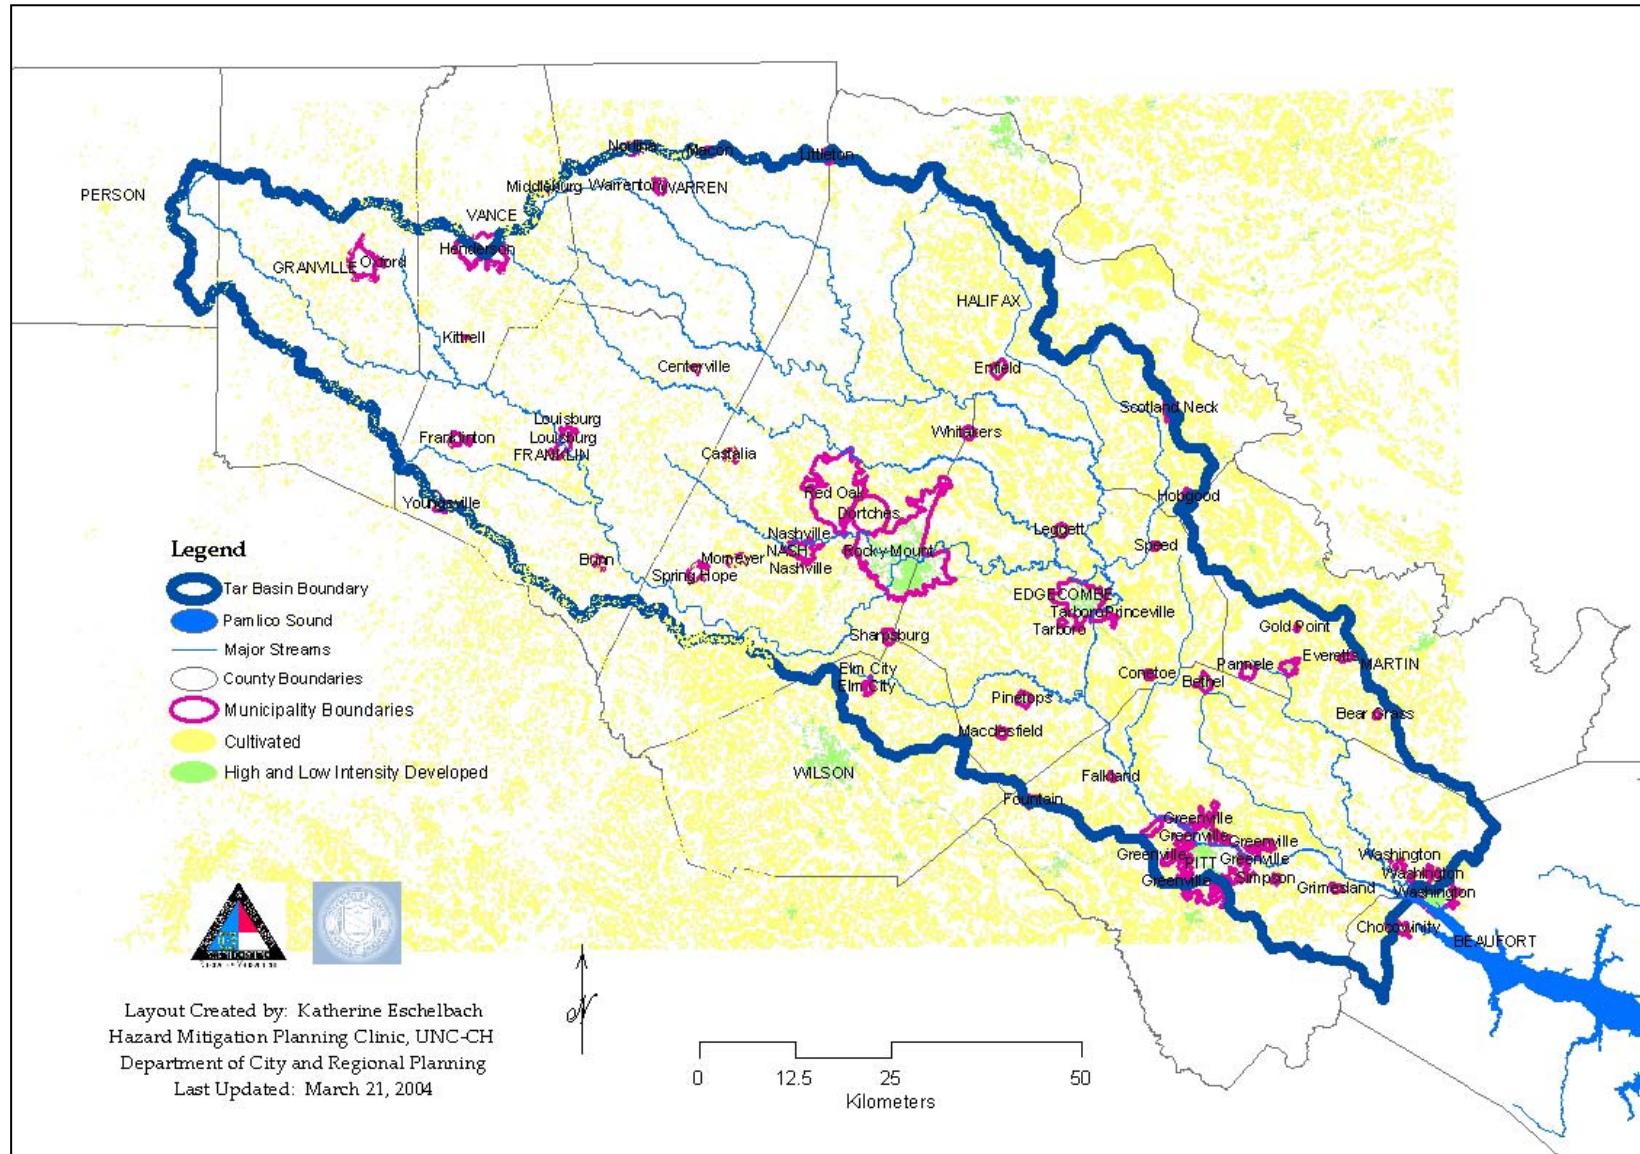 Norlina
Macon
Littleton
PERSON
Middleburg
Warrenton
WARREN
VANCE
Henderson
GRANVILLE
Oxford
HALIFAX
Kittrell
Centerville
Enfield
Scotland Neck
Louisburg
Louisburg
FRANKLIN
Franklinton
Whitakers
Castalia
Red Oak
Hobgood
Youngsville
Dortches
Leggett
Nashville
NASH
Nashville
Rocky Mount
Speed
Bunn
Momeyer
Spring Hope
EDGECOMBE
Tarboro
Princeville
Tarboro
Sharpsburg
Gold Point
Everetts
MARTIN
Parmele
Bethel
Conetoe
Elm City
Elm City
Pinetops
Bear Grass
Macclesfield
WILSON
Falkland
Fountain
Greenville
Greenville
Greenville
Greenville
PITT
Greenville
Greenville
Simpson
Grimesland
Washington
Washington
Washington
Chocowinity
BEAUFORT
Legend
Tar Basin Boundary
Pamlico Sound
Major Streams
County Boundaries
Municipality Boundaries
Cultivated
High and Low Intensity Developed
Layout Created by: Katherine Eschelbach
Hazard Mitigation Planning Clinic, UNC-CH
Department of City and Regional Planning
Last Updated: March 21, 2004
N
0 12.5 25 50
Kilometers